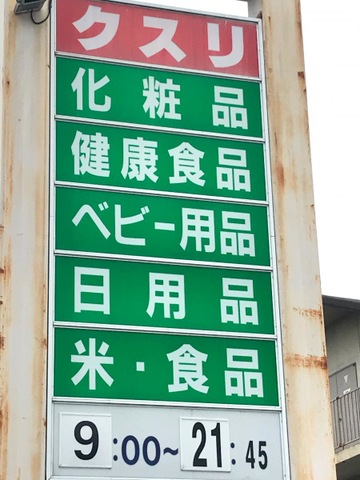 クスリ
化粧品
健康食品
ベビー用品
日用品
米・食品
9:00~21:45